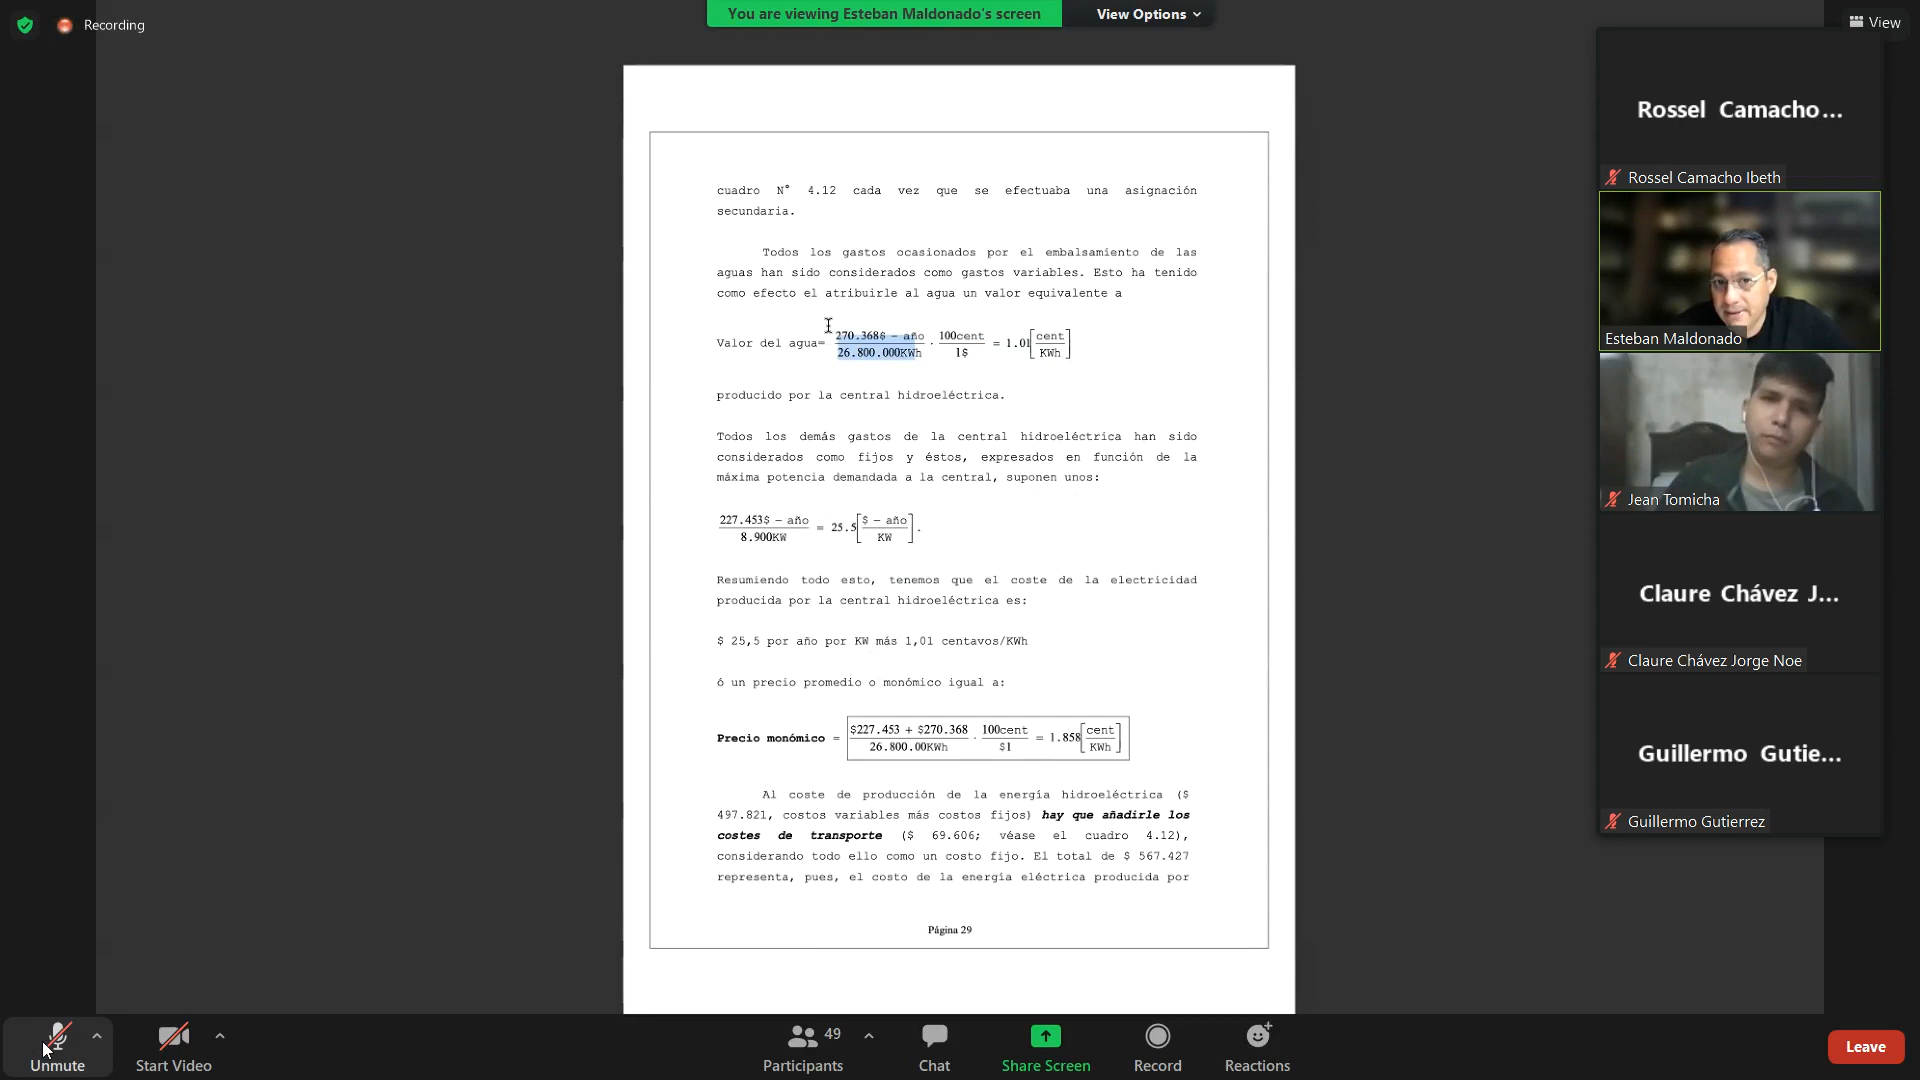 Recording
You are viewing Esteban Maldonado's screen
View Options
View
cuadro N° 4.12 cada vez que se efectuaba una asignación
secundaria.
Todos los gastos ocasionados por el embalsamiento de las
aguas han sido considerados como gastos variables. Esto ha tenido
como efecto el atribuirle al agua un valor equivalente a
Valor del agua= 270.368$ – año / 26.800.000KWh · 100cent / 1$ = 1.01[cent / KWh]
producido por la central hidroeléctrica.
Todos los demás gastos de la central hidroeléctrica han sido
considerados como fijos y éstos, expresados en función de la
máxima potencia demandada a la central, suponen unos:
227.453$ – año / 8.900KW = 25.5[$ – año / KW].
Resumiendo todo esto, tenemos que el coste de la electricidad
producida por la central hidroeléctrica es:
$ 25,5 por año por KW más 1,01 centavos/KWh
ó un precio promedio o monómico igual a:
Precio monómico = $227.453 + $270.368 / 26.800.00KWh · 100cent / $1 = 1.858[cent / KWh]
Al coste de producción de la energía hidroeléctrica ($
497.821, costos variables más costos fijos) hay que añadirle los
costes de transporte ($ 69.606; véase el cuadro 4.12),
considerando todo ello como un costo fijo. El total de $ 567.427
representa, pues, el costo de la energía eléctrica producida por
Página 29
Rossel Camacho...
Rossel Camacho Ibeth
Esteban Maldonado
Jean Tomicha
Claure Chávez J...
Claure Chávez Jorge Noe
Guillermo Gutie...
Guillermo Gutierrez
Unmute
Start Video
49
Participants
Chat
Share Screen
Record
Reactions
Leave